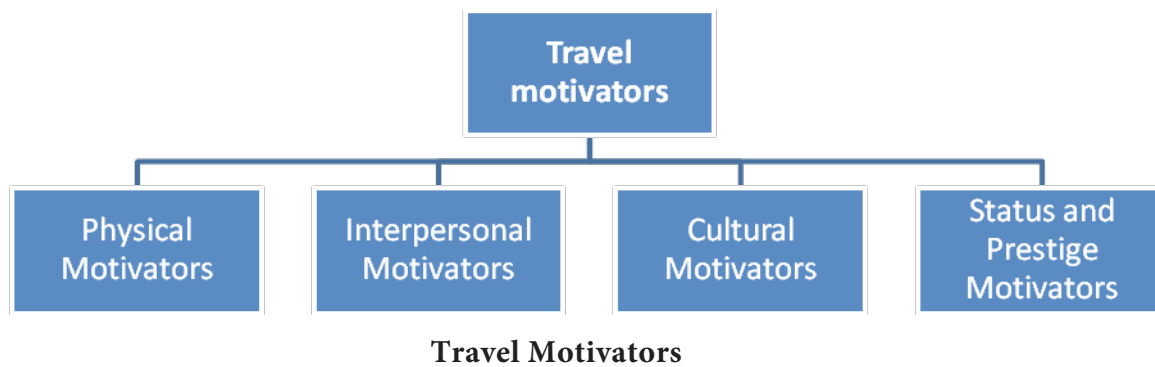 Travel
motivators
Physical
Motivators
Interpersonal
Motivators
Cultural
Motivators
Status and
Prestige
Motivators
Travel Motivators